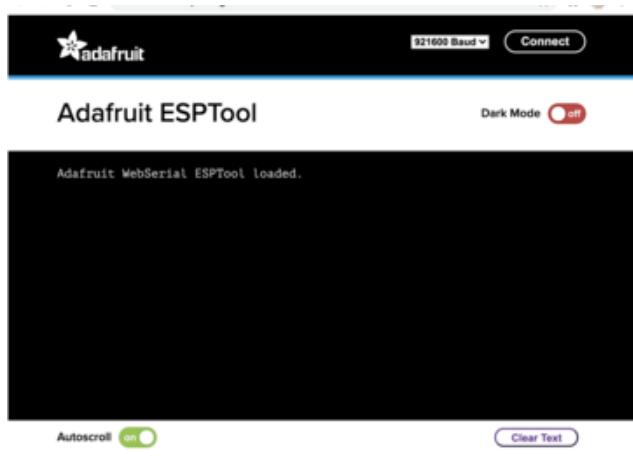 adafruit
921600 Baud
Connect
Adafruit ESPTool
Dark Mode
off
Adafruit WebSerial ESPTool loaded.
Autoscroll
on
Clear Text